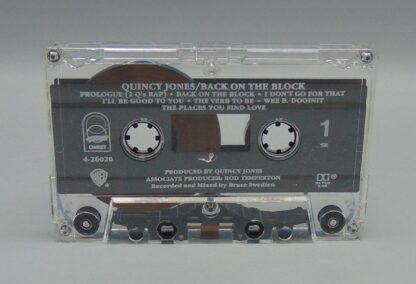 QUINCY JONES/BACK ON THE BLOCK
PROLOGUE (2 Q's RAP) • BACK ON THE BLOCK • I DON'T GO FOR THAT
I'LL BE GOOD TO YOU • THE VERB TO BE • WEE B. DOOINIT
THE PLACES YOU FIND LOVE
QWEST
4-26020
1
SR
PRODUCED BY QUINCY JONES
ASSOCIATE PRODUCER: ROD TEMPERTON
Recorded and Mixed by Bruce Swedien